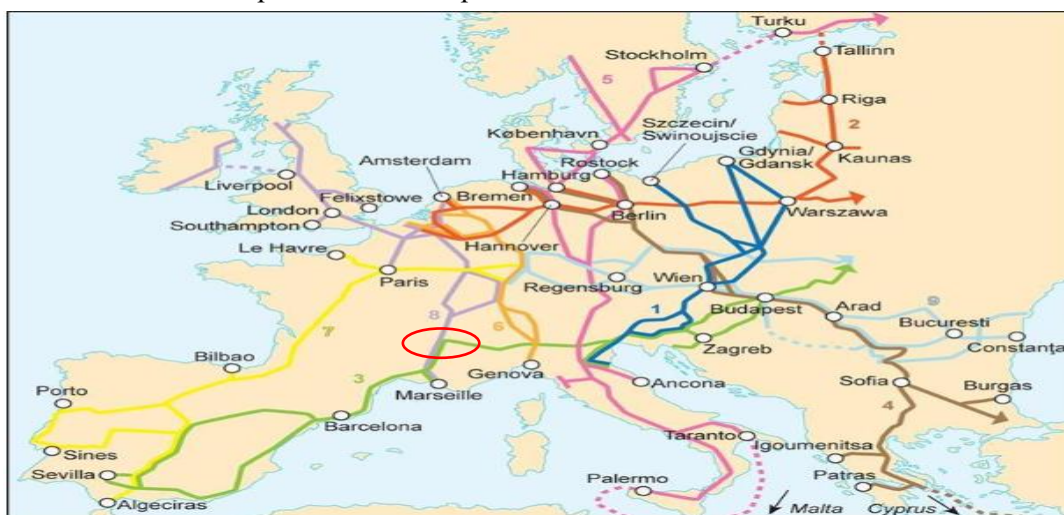 Turku
Stockholm
Tallinn
5
Riga
Szczecin/
Swinoujscie
2
København
Gdynia/
Gdansk
Kaunas
Amsterdam
Rostock
Hamburg
Liverpool
Felixstowe
Bremen
London
Berlin
Warszawa
Southampton
Le Havre
Hannover
Paris
Regensburg
Wien
Budapest
Arad
9
8
1
6
7
Bucuresti
Constanţa
Bilbao
Zagreb
Genova
Porto
3
Marseille
Ancona
Sofia
Burgas
4
Barcelona
Sines
Taranto
Igoumenitsa
Sevilla
Palermo
Patras
Algeciras
Malta
Cyprus